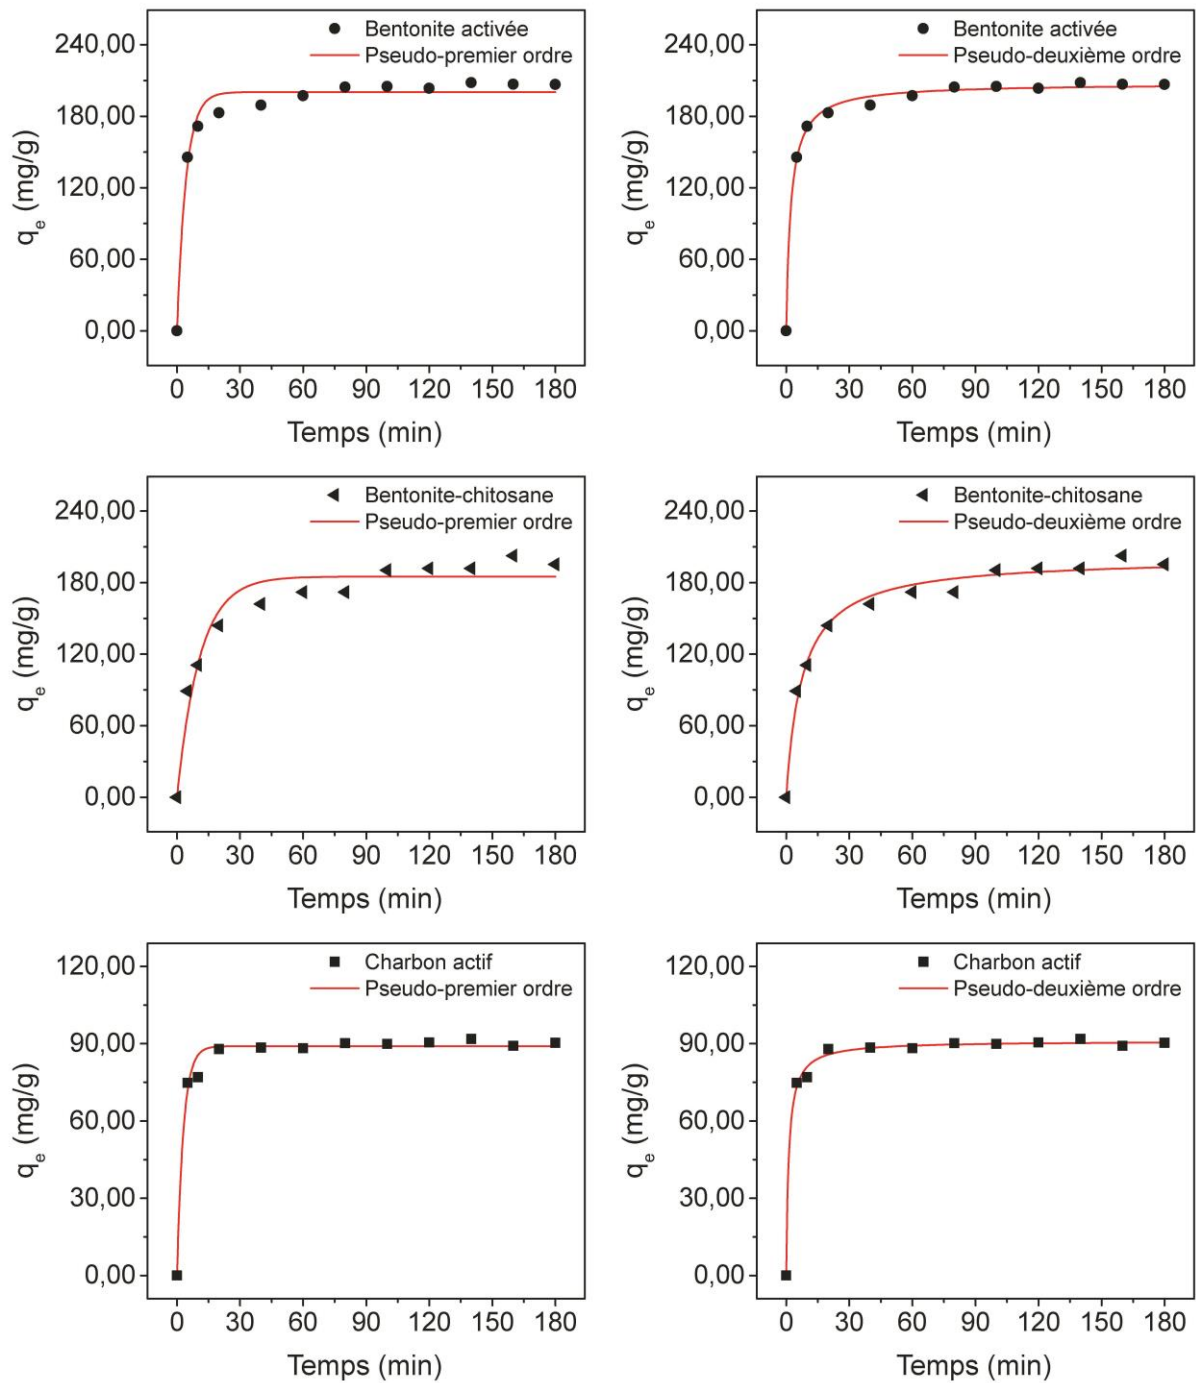 Bentonite activée
Pseudo-premier ordre
240,00
180,00
120,00
60,00
0,00
qe (mg/g)
0 30 60 90 120 150 180
Temps (min)
Bentonite activée
Pseudo-deuxième ordre
240,00
180,00
120,00
60,00
0,00
qe (mg/g)
0 30 60 90 120 150 180
Temps (min)
Bentonite-chitosane
Pseudo-premier ordre
240,00
180,00
120,00
60,00
0,00
qe (mg/g)
0 30 60 90 120 150 180
Temps (min)
Bentonite-chitosane
Pseudo-deuxième ordre
240,00
180,00
120,00
60,00
0,00
qe (mg/g)
0 30 60 90 120 150 180
Temps (min)
Charbon actif
Pseudo-premier ordre
120,00
90,00
60,00
30,00
0,00
qe (mg/g)
0 30 60 90 120 150 180
Temps (min)
Charbon actif
Pseudo-deuxième ordre
120,00
90,00
60,00
30,00
0,00
qe (mg/g)
0 30 60 90 120 150 180
Temps (min)